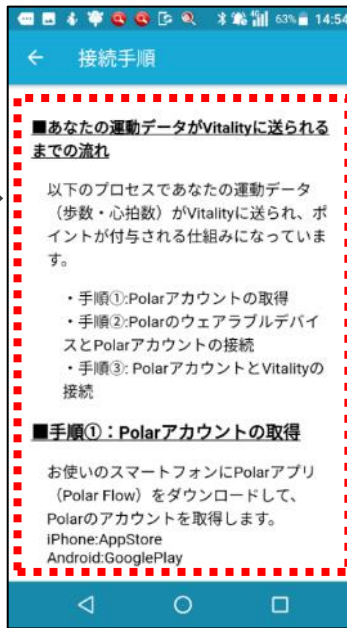 63% 14:54
接続手順
■あなたの運動データがVitalityに送られる
までの流れ
以下のプロセスであなたの運動データ
（歩数・心拍数）がVitalityに送られ、ポ
イントが付与される仕組みになっていま
す。
・手順①:Polarアカウントの取得
・手順②:Polarのウェアラブルデバイ
スとPolarアカウントの接続
・手順③: PolarアカウントとVitalityの
接続
■手順①：Polarアカウントの取得
お使いのスマートフォンにPolarアプリ
（Polar Flow）をダウンロードして、
Polarのアカウントを取得します。
iPhone:AppStore
Android:GooglePlay